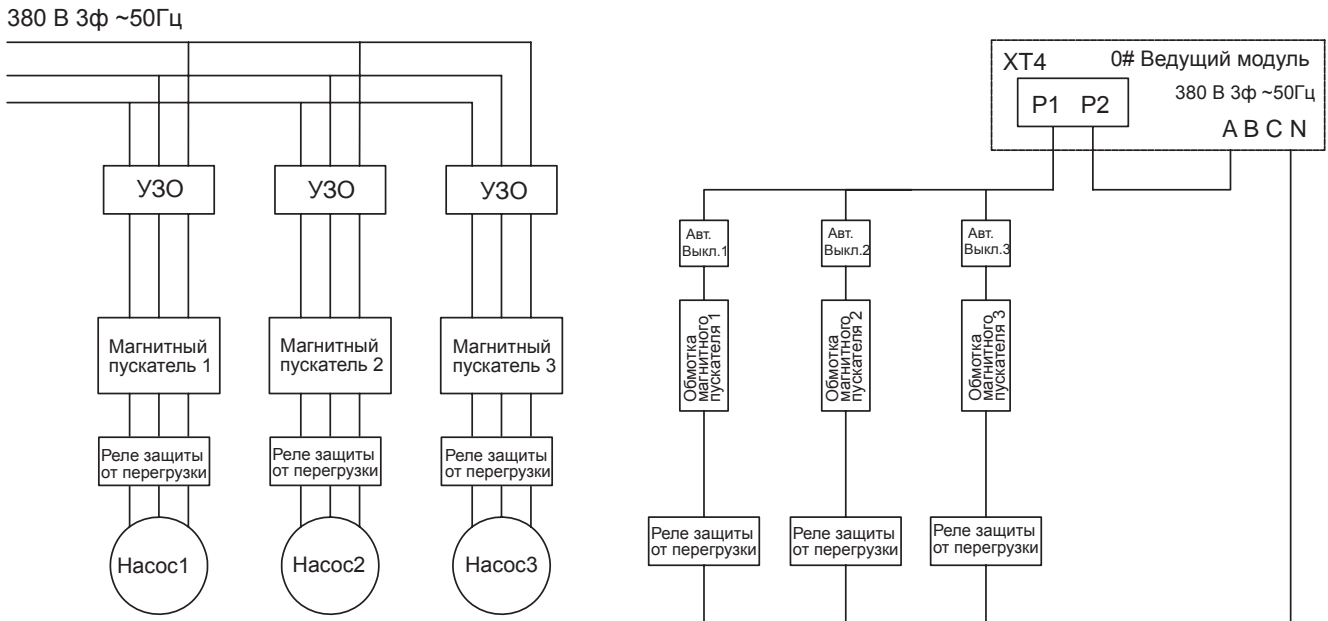 380 В 3ф ~50Гц
УЗО
УЗО
УЗО
Магнитный
пускатель 1
Магнитный
пускатель 2
Магнитный
пускатель 3
Реле защиты
от перегрузки
Реле защиты
от перегрузки
Реле защиты
от перегрузки
Насос1
Насос2
Насос3
XT4
0# Ведущий модуль
P1 P2
380 В 3ф ~50Гц
A B C N
Авт.
Выкл.1
Авт.
Выкл.2
Авт.
Выкл.3
Обмотка
магнитного
пускателя 1
Обмотка
магнитного
пускателя 2
Обмотка
магнитного
пускателя 3
Реле защиты
от перегрузки
Реле защиты
от перегрузки
Реле защиты
от перегрузки